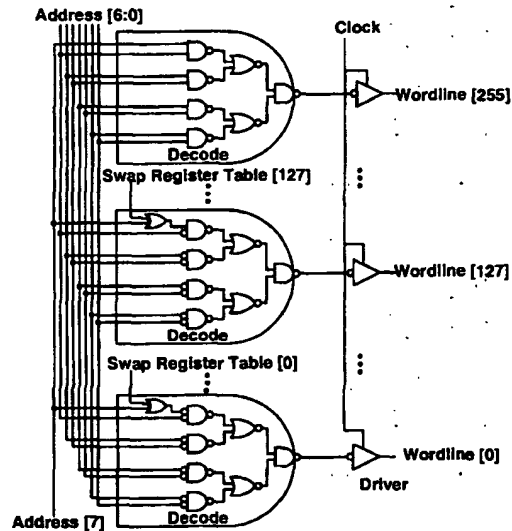 Address [6:0]
Clock
Wordline [255]
Decode
Swap Register Table [127]
Wordline [127]
Decode
Swap Register Table [0]
Wordline [0]
Driver
Decode
Address [7]